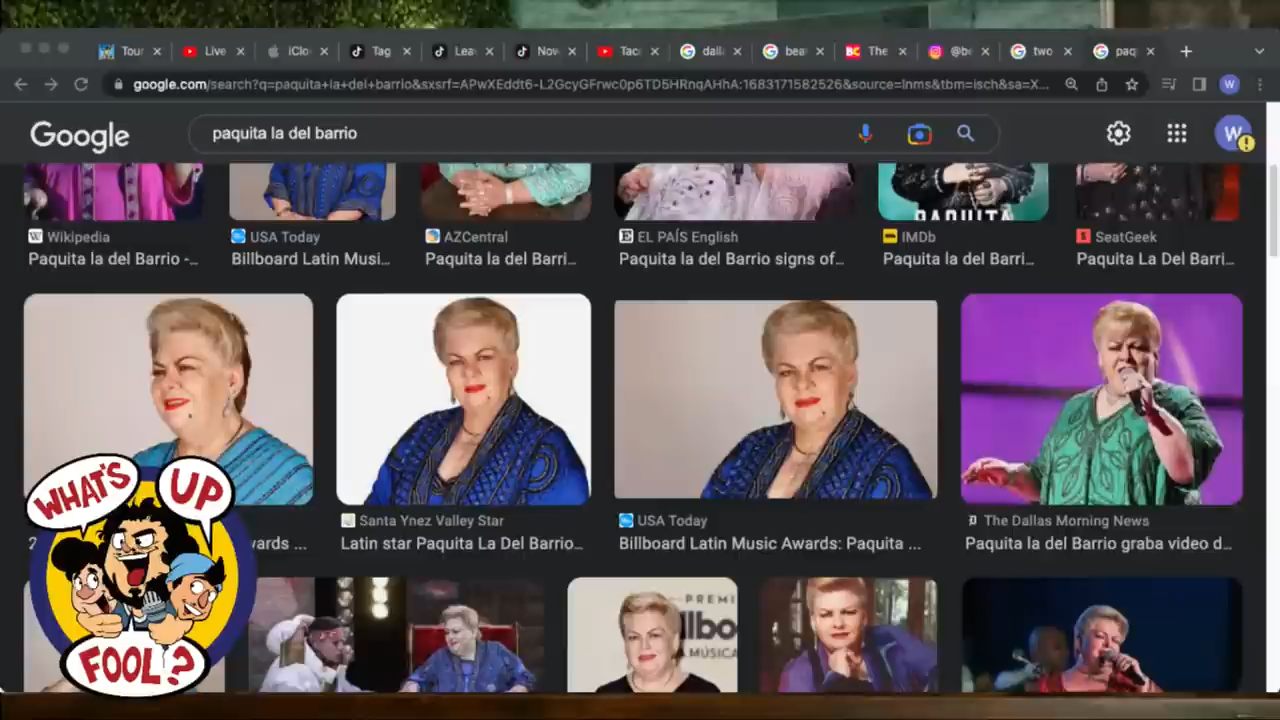 Tour
Live
iClo
Tag
Lea
Nov
Tac
dall
bea
The
@b
two
paq
google.com/search?q=paquita+la+del+barrio&sxsrf=APwXEddt6-L2GcyGFrwc0p6TD5HRnqAHhA:1683171582526&source=lnms&tbm=isch&sa=X...
W
Google
paquita la del barrio
W
PAQUITA
W Wikipedia
USA Today
AZCentral
E EL PAÍS English
IMDb
SeatGeek
Paquita la del Barrio -...
Billboard Latin Musi...
Paquita la del Barri...
Paquita la del Barrio signs of...
Paquita la del Barri...
Paquita La Del Barri...
Santa Ynez Valley Star
USA Today
The Dallas Morning News
wards ...
Latin star Paquita La Del Barrio...
Billboard Latin Music Awards: Paquita ...
Paquita la del Barrio graba video d...
PREMI
llbo
A MÚSICA
WHAT'S
UP
FOOL?